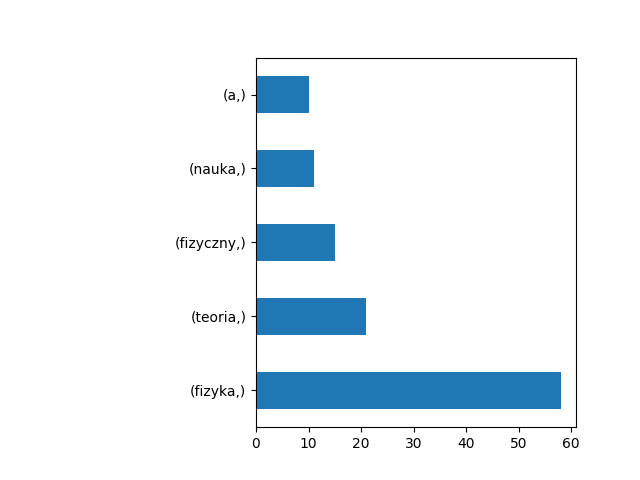 (a,)
(nauka,)
(fizyczny,)
(teoria,)
(fizyka,)
0 10 20 30 40 50 60